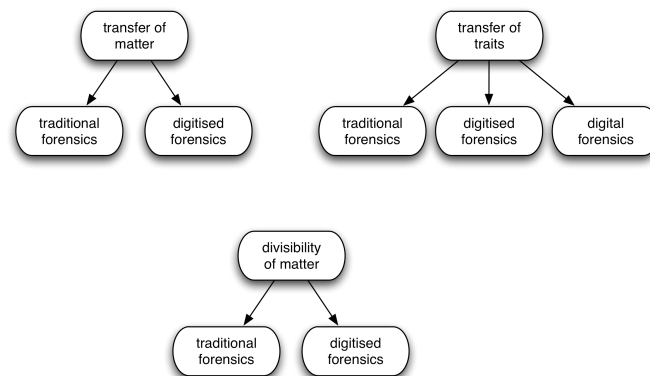 transfer of
matter
transfer of
traits
traditional
forensics
digitised
forensics
traditional
forensics
digitised
forensics
digital
forensics
divisibility
of matter
traditional
forensics
digitised
forensics